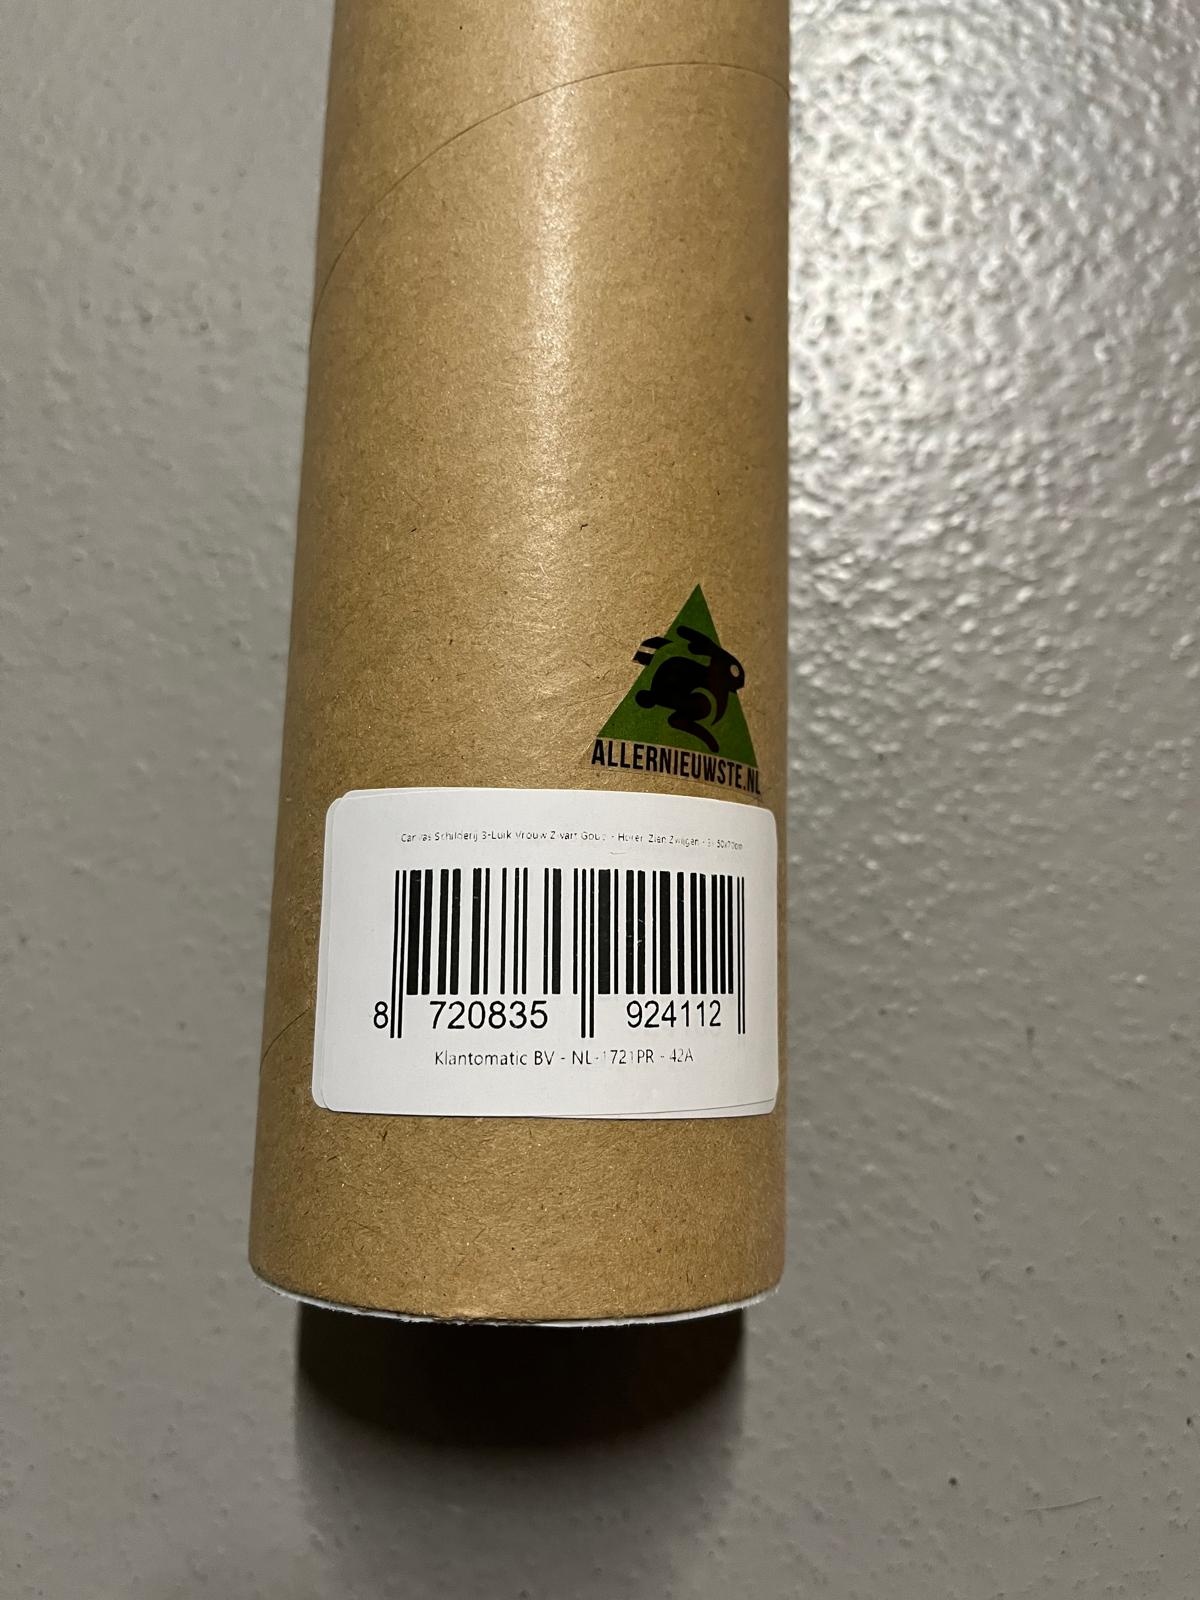 ALLERNIEUWSTE.NL
Canvas Schilderij 3-Luik Vrouw Zwart Goud - Horen Zien Zwijgen - 3x 50x70cm
8 720835 924112
Klantomatic BV - NL-1721PR - 42A